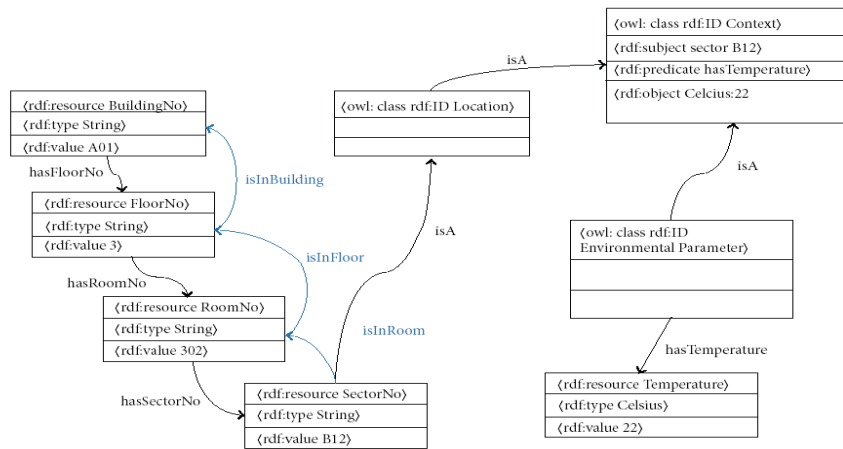 ⟨owl: class rdf:ID Context⟩
⟨rdf:subject sector B12⟩
⟨rdf:predicate hasTemperature⟩
⟨rdf:object Celcius:22
isA
⟨owl: class rdf:ID Location⟩
⟨rdf:resource BuildingNo⟩
⟨rdf:type String⟩
⟨rdf:value A01⟩
hasFloorNo
isInBuilding
isA
⟨rdf:resource FloorNo⟩
⟨rdf:type String⟩
⟨rdf:value 3⟩
isA
⟨owl: class rdf:ID
Environmental Parameter⟩
isInFloor
hasRoomNo
⟨rdf:resource RoomNo⟩
⟨rdf:type String⟩
⟨rdf:value 302⟩
isInRoom
hasTemperature
hasSectorNo
⟨rdf:resource SectorNo⟩
⟨rdf:type String⟩
⟨rdf:value B12⟩
⟨rdf:resource Temperature⟩
⟨rdf:type Celsius⟩
⟨rdf:value 22⟩